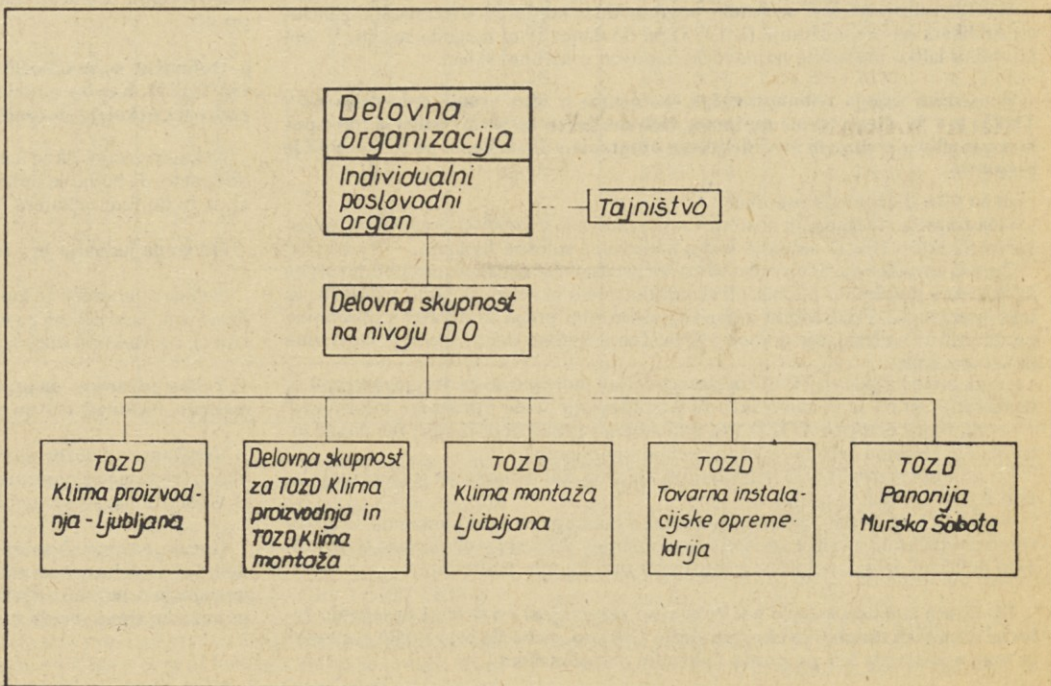 Delovna
organizacija
Individualni
poslovodni
organ
Tajništvo
Delovna skupnost
na nivoju DO
TOZD
Klima proizvod-
nja - Ljubljana
Delovna skupnost
za TOZD Klima
proizvodnja in
TOZD Klima
montaža
TOZD
Klima montaža
Ljubljana
TOZD
Tovarna instala-
cijske opreme-
Idrija
TOZD
Panonija
Murska Sobota